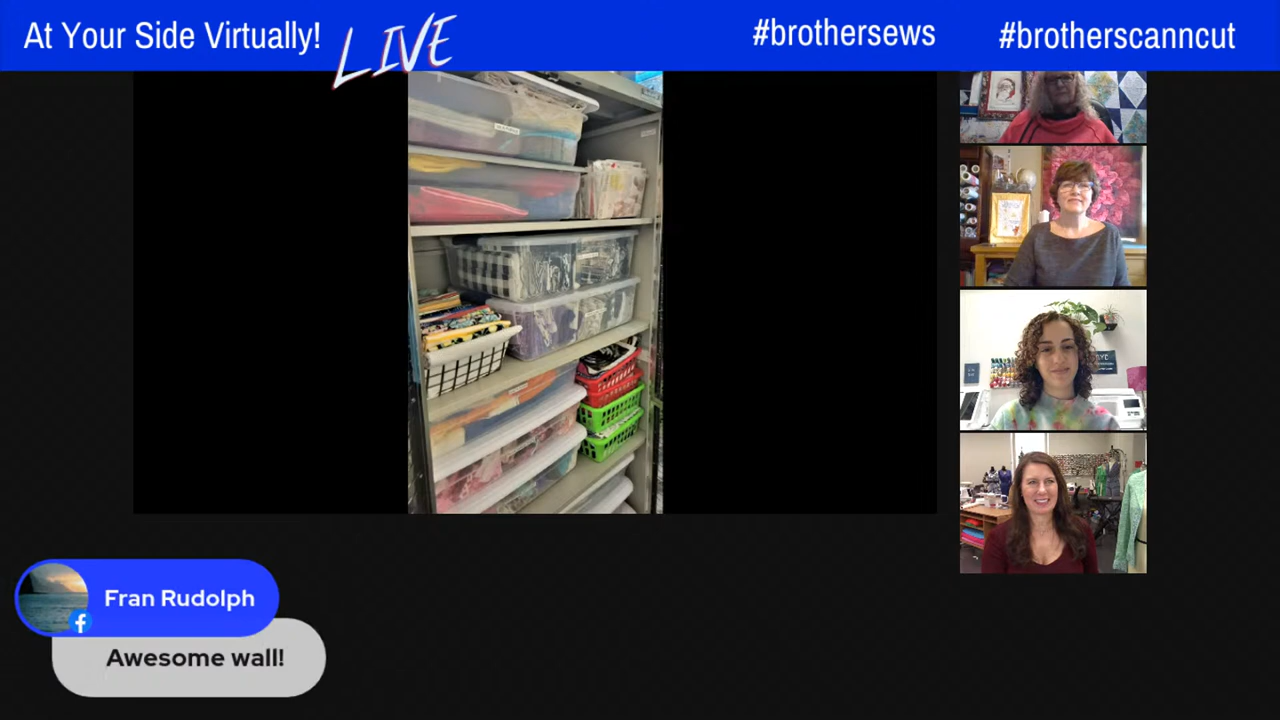 At Your Side Virtually!
LIVE
#brothersews
#brotherscanncut
Fran Rudolph
Awesome wall!